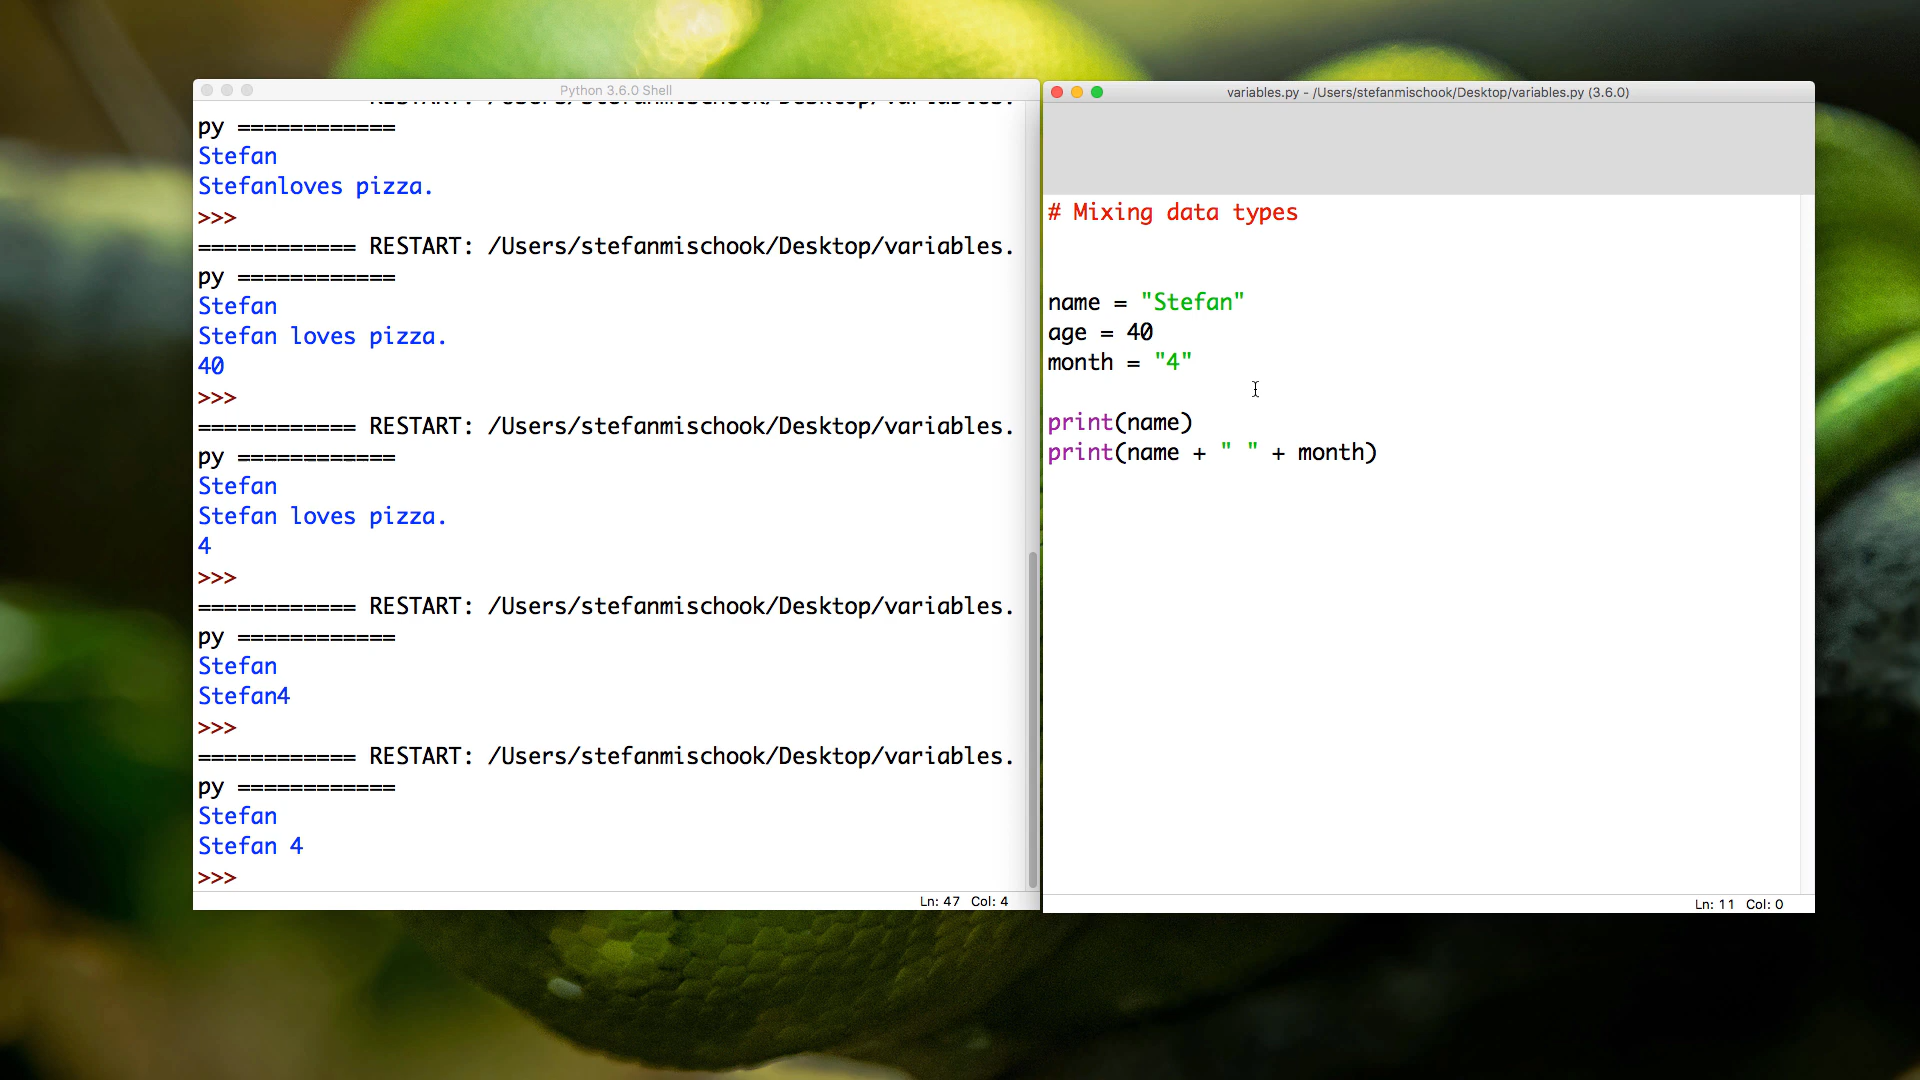 Python 3.6.0 Shell
py ============
Stefan
Stefanloves pizza.
>>>
============ RESTART: /Users/stefanmischook/Desktop/variables.
py ============
Stefan
Stefan loves pizza.
40
>>>
============ RESTART: /Users/stefanmischook/Desktop/variables.
py ============
Stefan
Stefan loves pizza.
4
>>>
============ RESTART: /Users/stefanmischook/Desktop/variables.
py ============
Stefan
Stefan4
>>>
============ RESTART: /Users/stefanmischook/Desktop/variables.
py ============
Stefan
Stefan 4
>>>
Ln: 47 Col: 4
variables.py - /Users/stefanmischook/Desktop/variables.py (3.6.0)
# Mixing data types
name = "Stefan"
age = 40
month = "4"
print(name)
print(name + " " + month)
Ln: 11 Col: 0